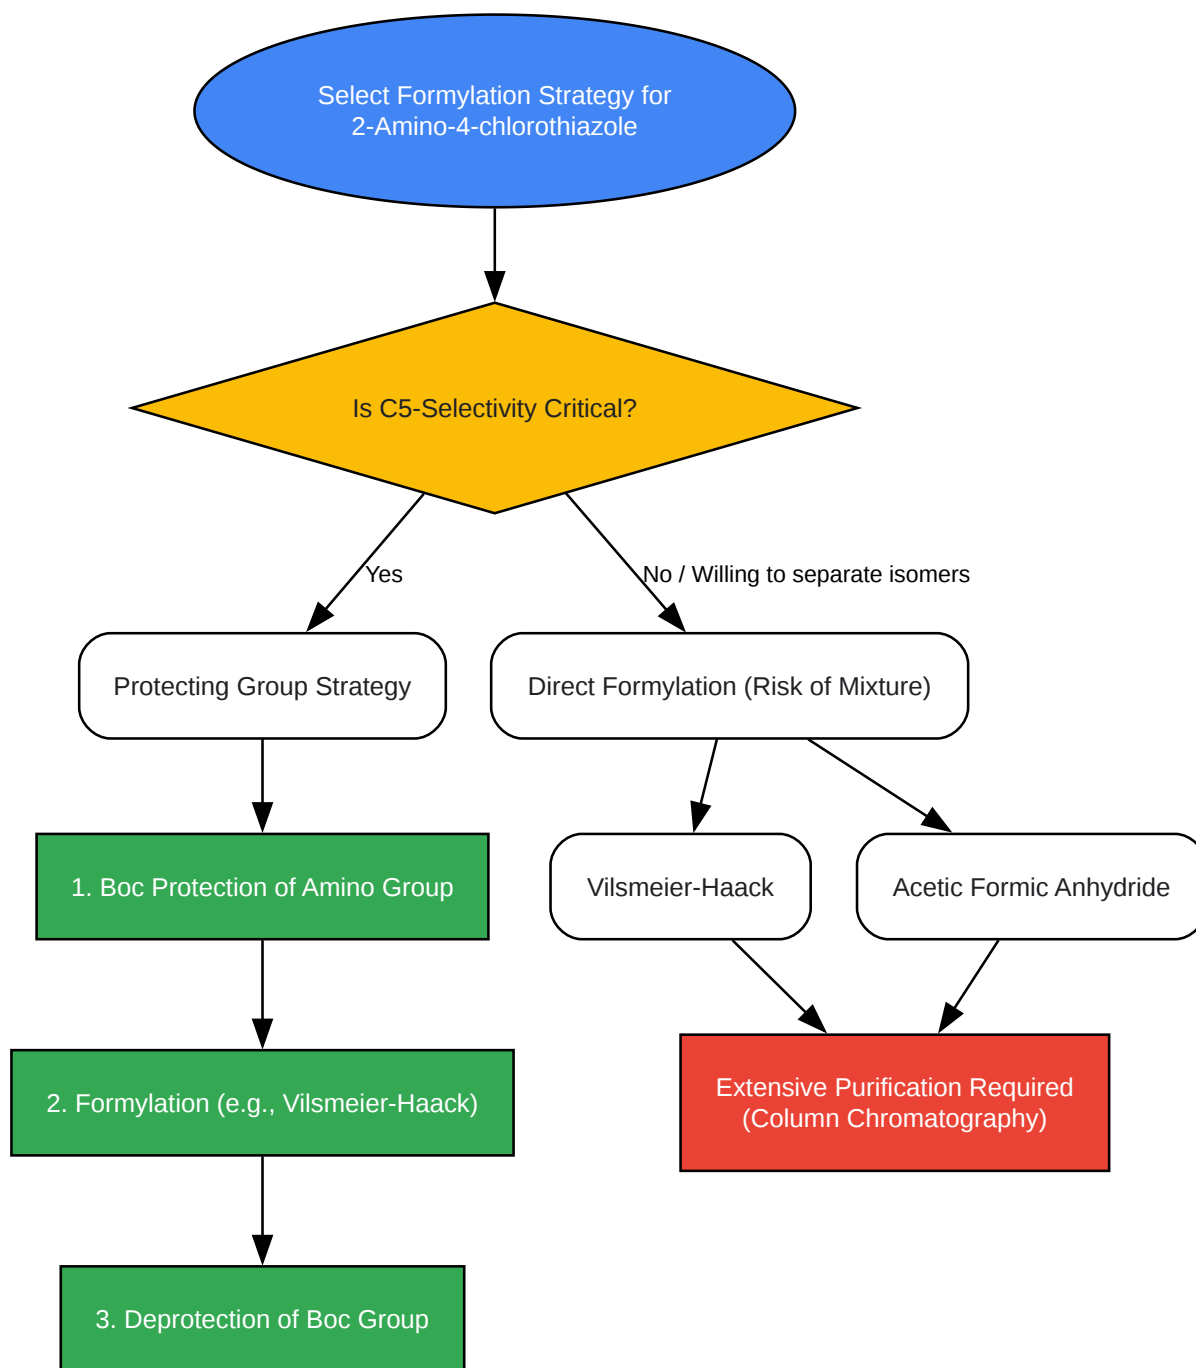 Select Formylation Strategy for
2-Amino-4-chlorothiazole
Is C5-Selectivity Critical?
Yes
No / Willing to separate isomers
Protecting Group Strategy
Direct Formylation (Risk of Mixture)
1. Boc Protection of Amino Group
Vilsmeier-Haack
Acetic Formic Anhydride
2. Formylation (e.g., Vilsmeier-Haack)
Extensive Purification Required
(Column Chromatography)
3. Deprotection of Boc Group